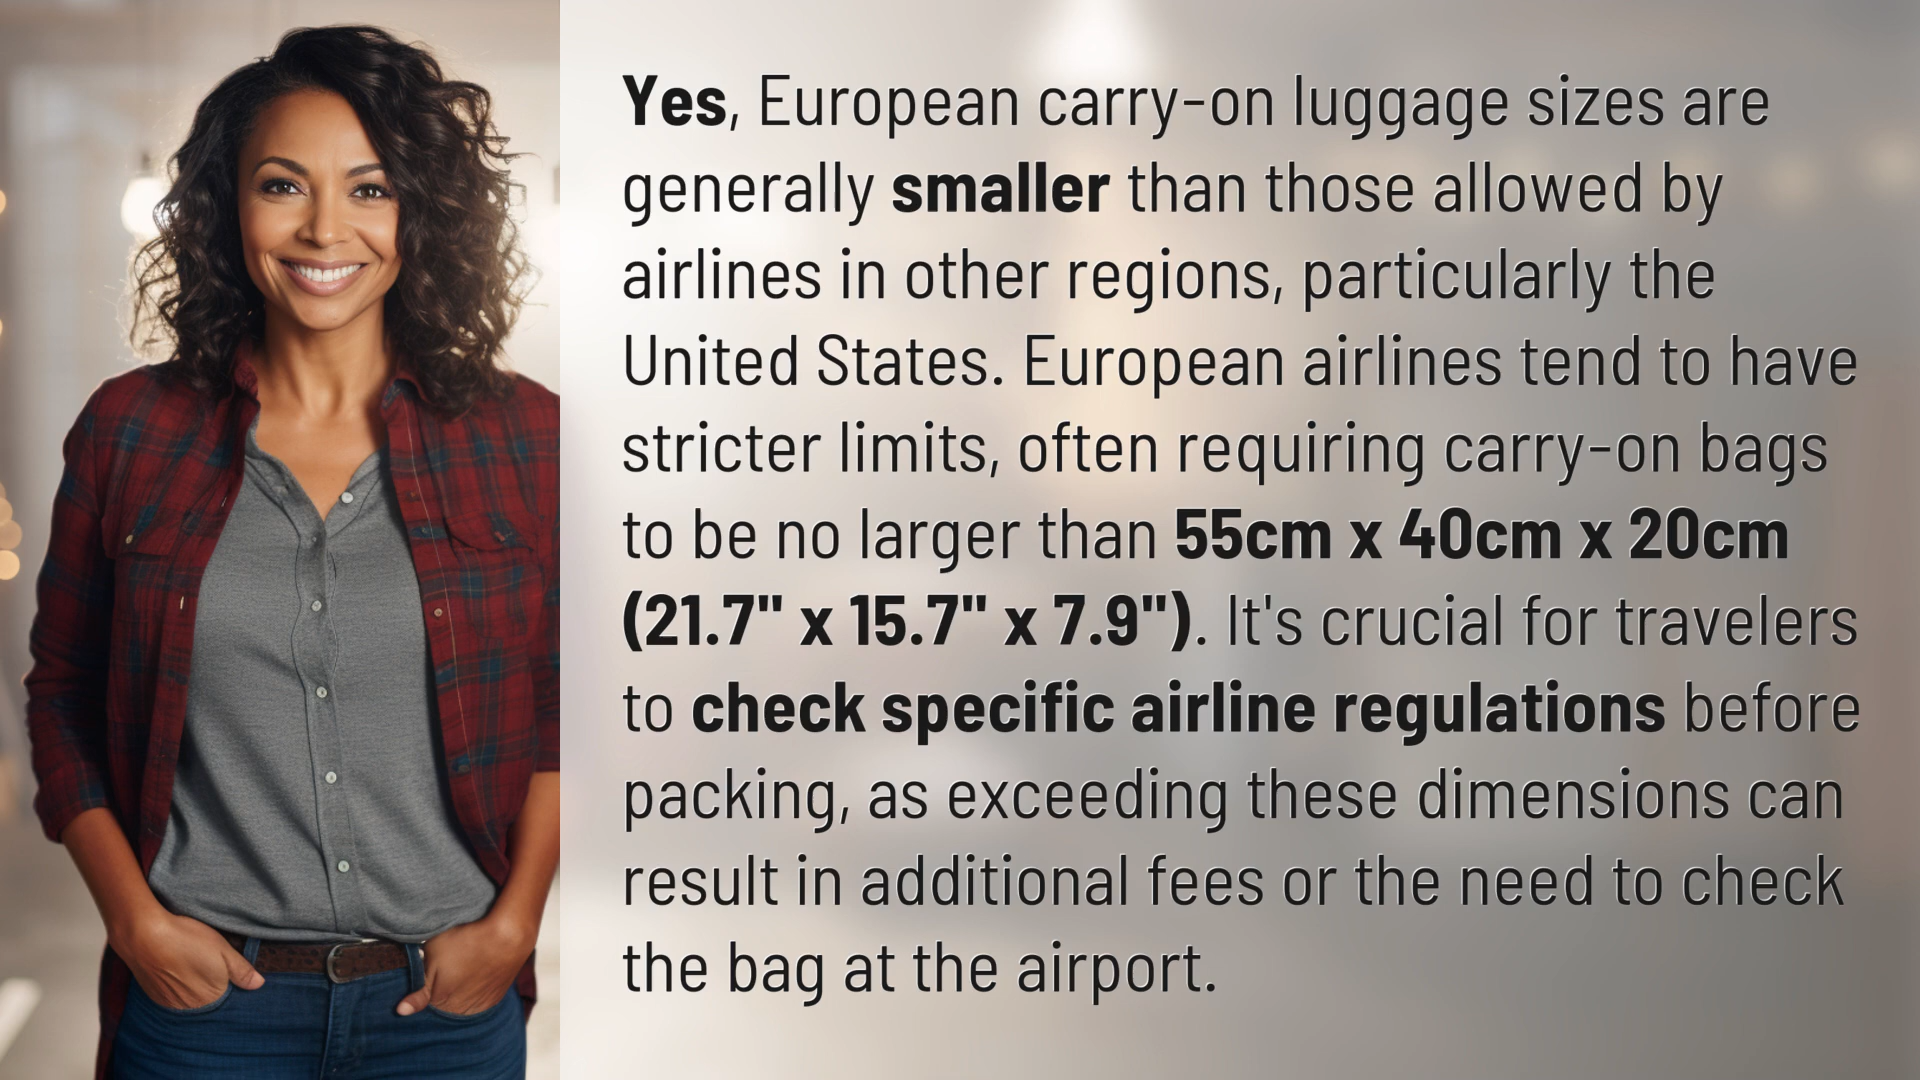 Yes, European carry-on luggage sizes are
generally smaller than those allowed by
airlines in other regions, particularly the
United States. European airlines tend to have
stricter limits, often requiring carry-on bags
to be no larger than 55cm x 40cm x 20cm
(21.7" x 15.7" x 7.9"). It's crucial for travelers
to check specific airline regulations before
packing, as exceeding these dimensions can
result in additional fees or the need to check
the bag at the airport.